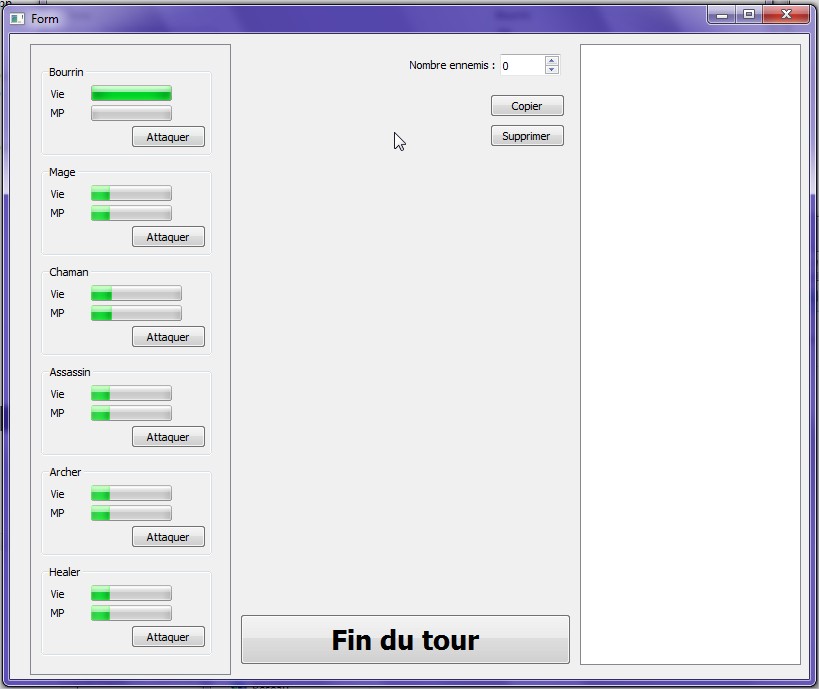 Form
Bourrin
Vie
MP
Attaquer
Mage
Vie
MP
Attaquer
Chaman
Vie
MP
Attaquer
Assassin
Vie
MP
Attaquer
Archer
Vie
MP
Attaquer
Healer
Vie
MP
Attaquer
Nombre ennemis : 0
Copier
Supprimer
Fin du tour